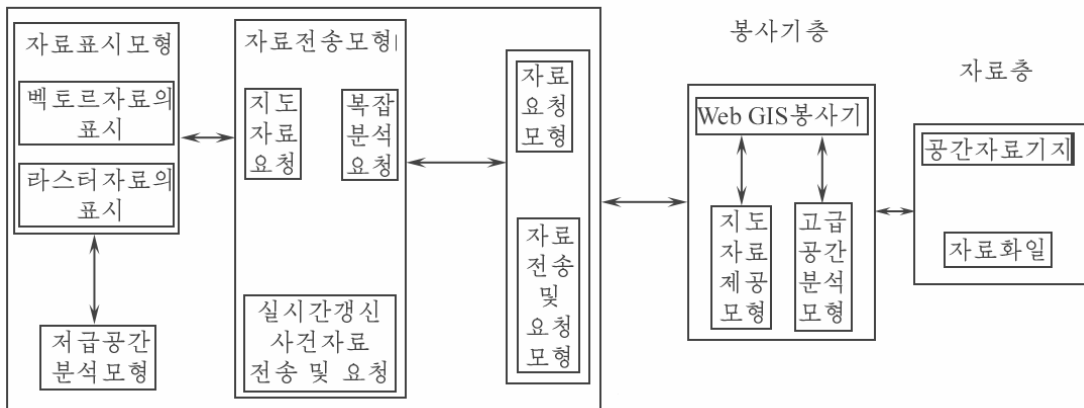 자료표시모형
벡토르자료의
표시
라스터자료의
표시
저급공간
분석모형
자료전송모형
지도
자료
요청
복잡
분석
요청
실시간갱신
사건자료
전송 및 요청
자료
요청
모형
자료
전송
및
요청
모형
봉사기층
Web GIS봉사기
지도
자료
제공
모형
고급
공간
분석
모형
자료층
공간자료기지
자료화일